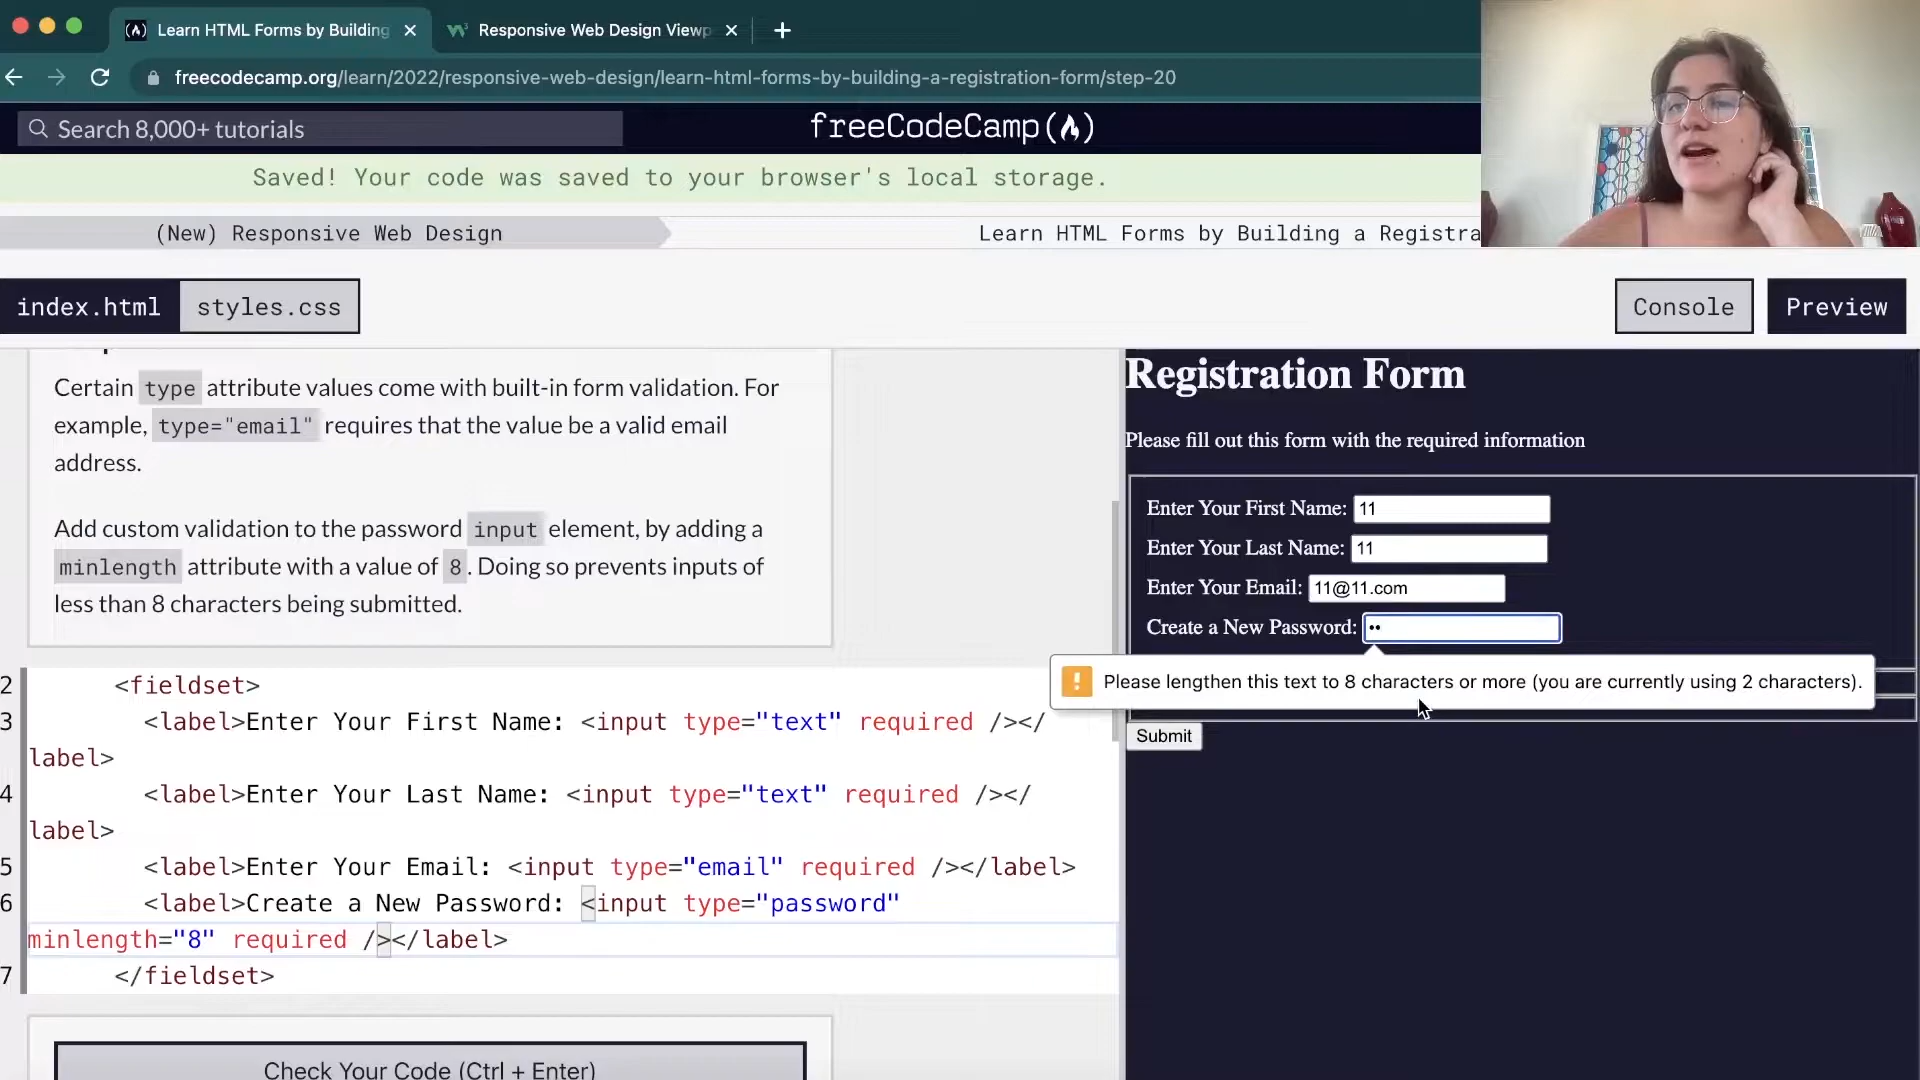 Learn HTML Forms by Building
Responsive Web Design Viewp
freecodecamp.org/learn/2022/responsive-web-design/learn-html-forms-by-building-a-registration-form/step-20
Search 8,000+ tutorials
freeCodeCamp
Saved! Your code was saved to your browser's local storage.
(New) Responsive Web Design
Learn HTML Forms by Building a Registra
index.html
styles.css
Console
Preview
Certain type attribute values come with built-in form validation. For
example, type="email" requires that the value be a valid email
address.
Add custom validation to the password input element, by adding a
minlength attribute with a value of 8. Doing so prevents inputs of
less than 8 characters being submitted.
2 <fieldset>
3 <label>Enter Your First Name: <input type="text" required /></
label>
4 <label>Enter Your Last Name: <input type="text" required /></
label>
5 <label>Enter Your Email: <input type="email" required /></label>
6 <label>Create a New Password: <input type="password"
minlength="8" required /></label>
7 </fieldset>
Check Your Code (Ctrl + Enter)
Registration Form
Please fill out this form with the required information
Enter Your First Name: 11
Enter Your Last Name: 11
Enter Your Email: 11@11.com
Create a New Password: ••
Please lengthen this text to 8 characters or more (you are currently using 2 characters).
Submit